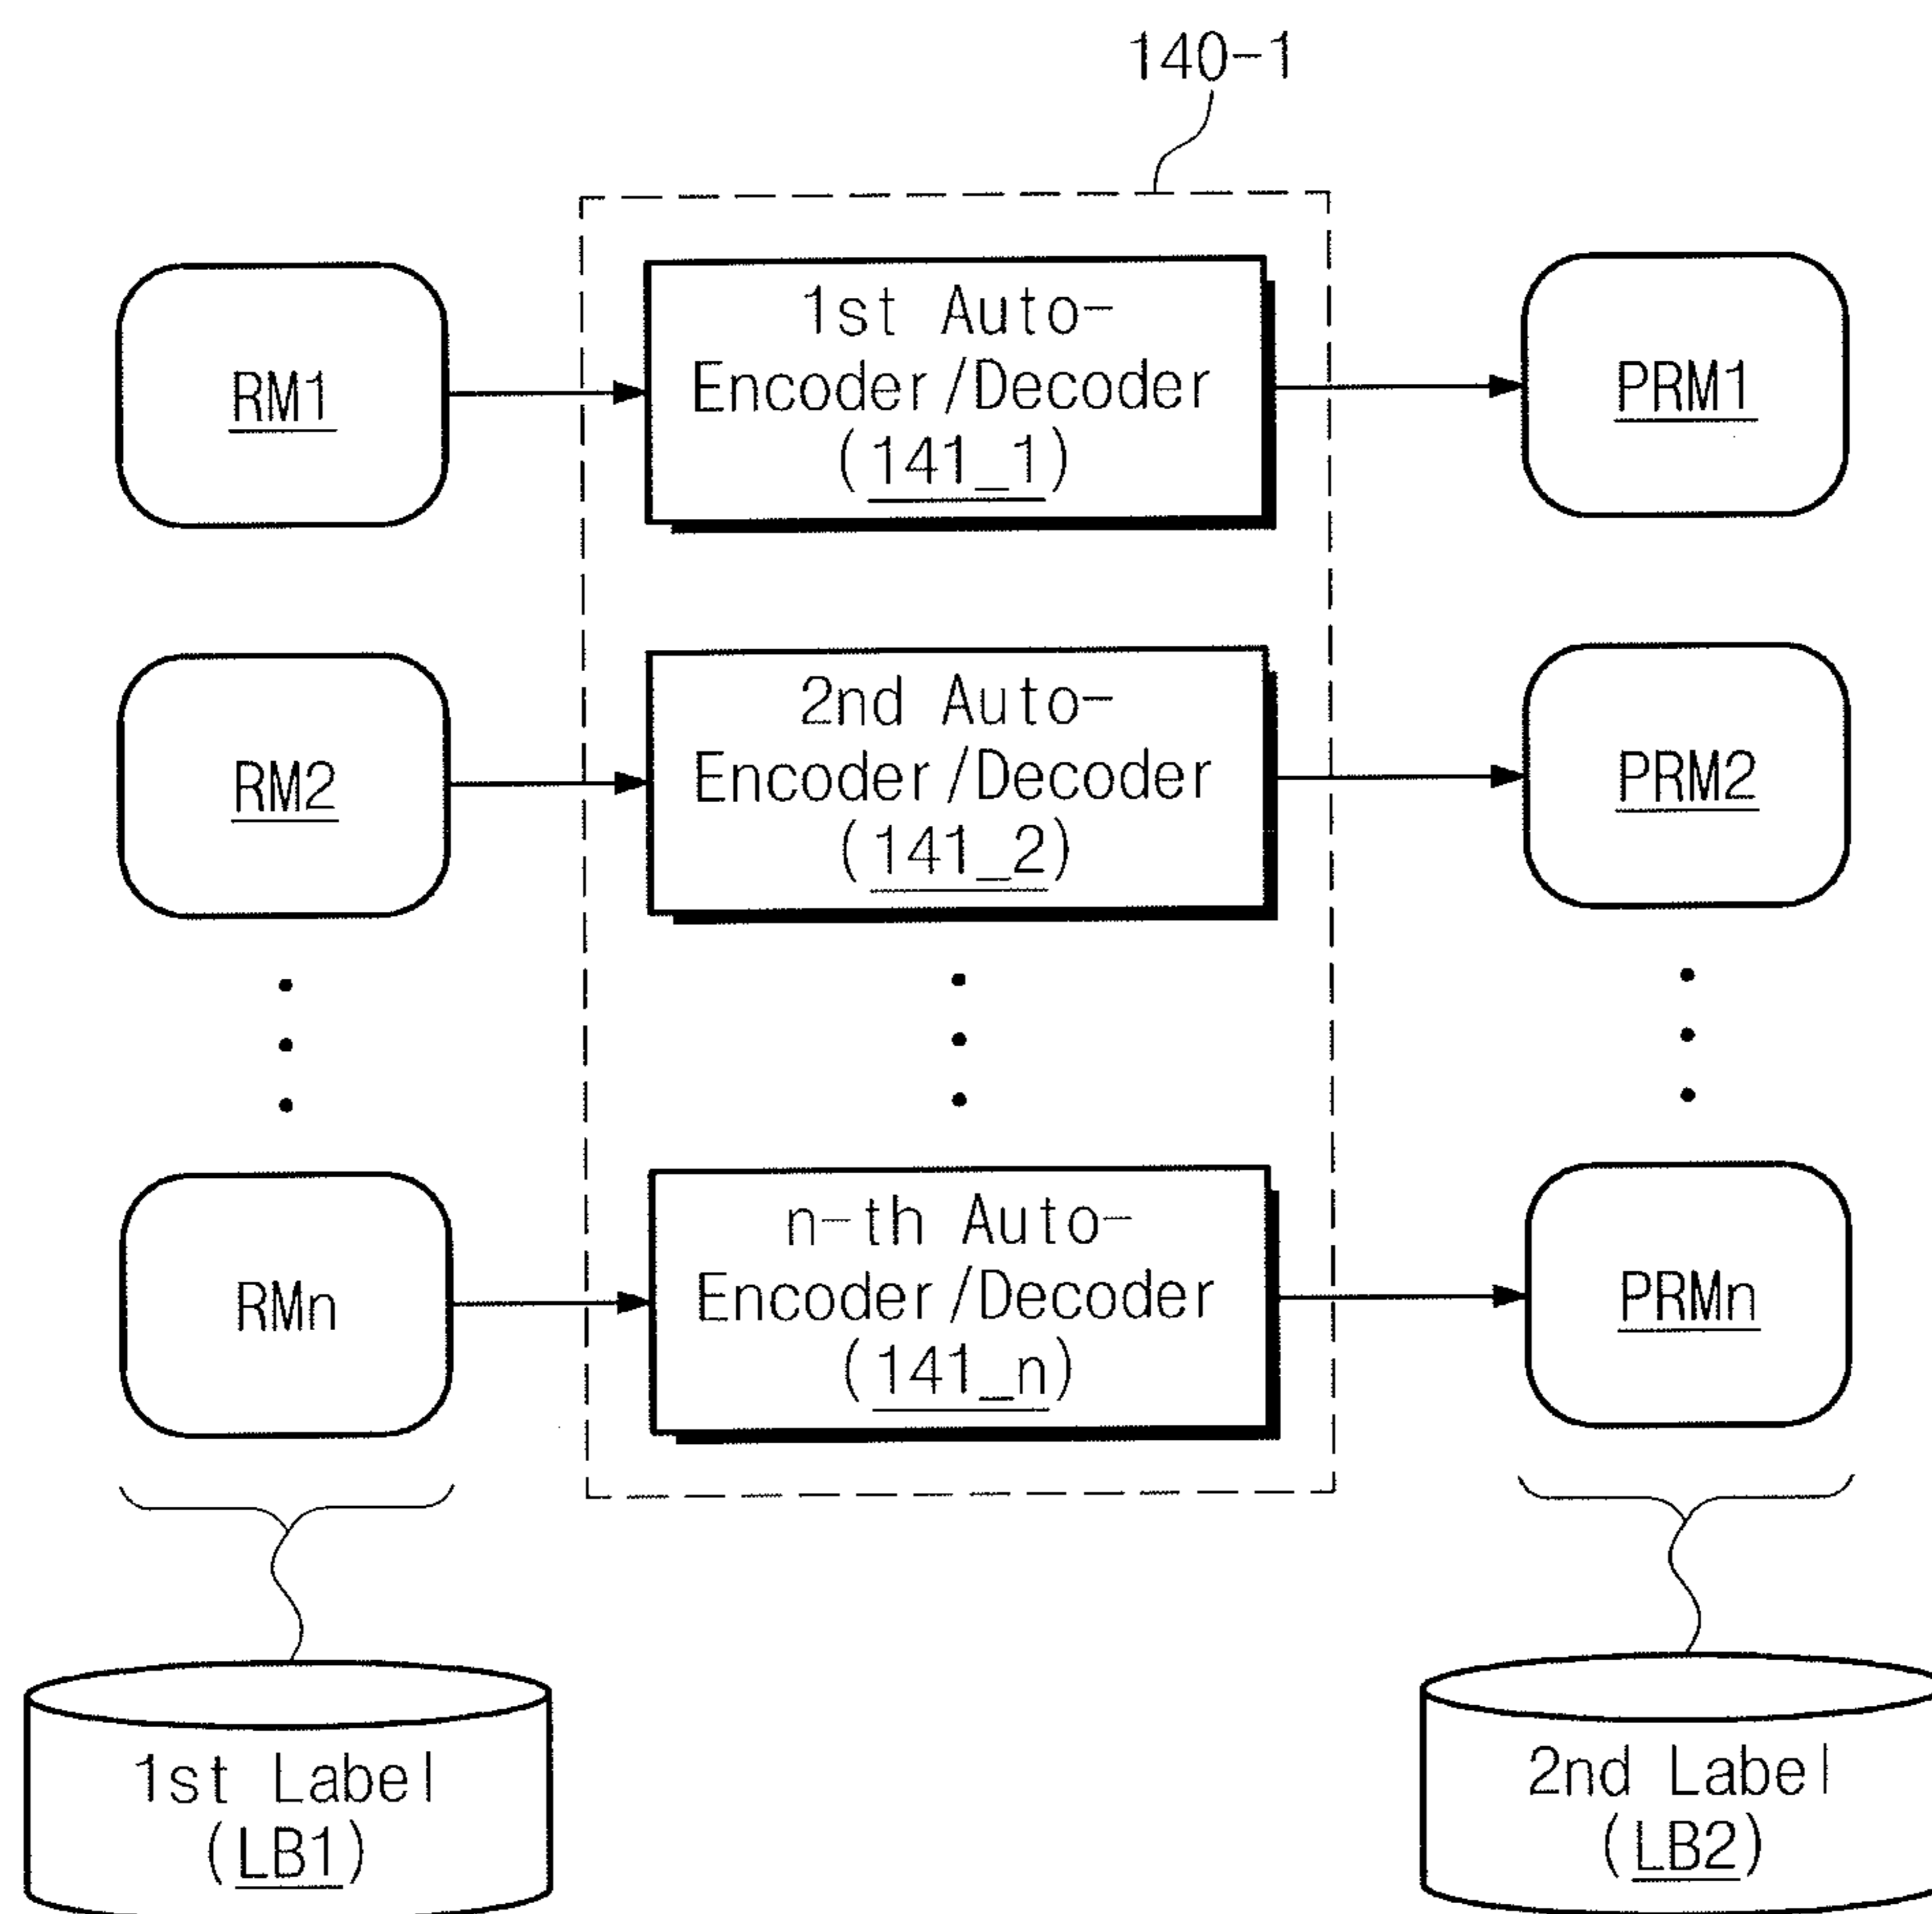 140-1
RM1
1st Auto-
Encoder/Decoder
(141_1)
PRM1
RM2
2nd Auto-
Encoder/Decoder
(141_2)
PRM2
RMn
n-th Auto-
Encoder/Decoder
(141_n)
PRMn
1st Label
(LB1)
2nd Label
(LB2)